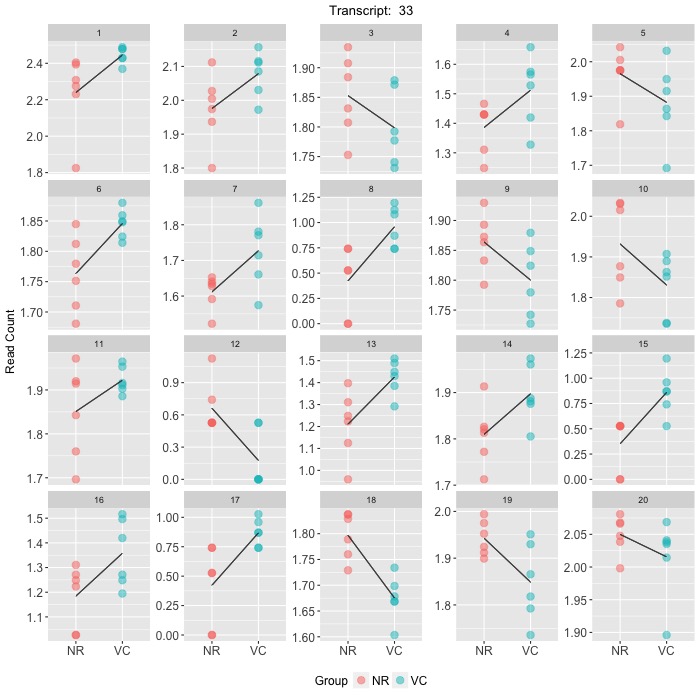 Transcript: 33
1 2 3 4 5
2.4 2.2 2.0 1.8
2.1 2.0 1.9 1.8
1.90 1.85 1.80 1.75
1.6 1.5 1.4 1.3
2.0 1.9 1.8 1.7
6 7 8 9 10
1.85 1.80 1.75 1.70
1.8 1.7 1.6
1.25 1.00 0.75 0.50 0.25 0.00
1.90 1.85 1.80 1.75
2.0 1.9 1.8
Read Count
11 12 13 14 15
1.9 1.8 1.7
0.9 0.6 0.3 0.0
1.5 1.4 1.3 1.2 1.1 1.0
1.9 1.8 1.7
1.25 1.00 0.75 0.50 0.25 0.00
16 17 18 19 20
1.5 1.4 1.3 1.2 1.1
1.00 0.75 0.50 0.25 0.00
1.80 1.75 1.70 1.65 1.60
2.0 1.9 1.8
2.05 2.00 1.95 1.90
NR VC NR VC NR VC NR VC NR VC
Group NR VC